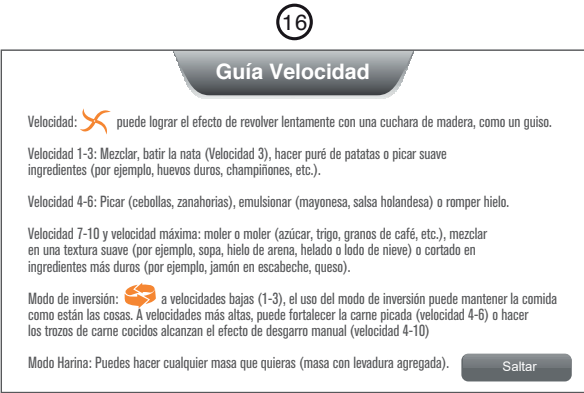 16
Guía Velocidad
Velocidad: puede lograr el efecto de revolver lentamente con una cuchara de madera, como un guiso.
Velocidad 1-3: Mezclar, batir la nata (Velocidad 3), hacer puré de patatas o picar suave
ingredientes (por ejemplo, huevos duros, champiñones, etc.).
Velocidad 4-6: Picar (cebollas, zanahorias), emulsionar (mayonesa, salsa holandesa) o romper hielo.
Velocidad 7-10 y velocidad máxima: moler o moler (azúcar, trigo, granos de café, etc.), mezclar
en una textura suave (por ejemplo, sopa, hielo de arena, helado o lodo de nieve) o cortado en
ingredientes más duros (por ejemplo, jamón en escabeche, queso).
Modo de inversión: a velocidades bajas (1-3), el uso del modo de inversión puede mantener la comida
como están las cosas. A velocidades más altas, puede fortalecer la carne picada (velocidad 4-6) o hacer
los trozos de carne cocidos alcanzan el efecto de desgarro manual (velocidad 4-10)
Modo Harina: Puedes hacer cualquier masa que quieras (masa con levadura agregada).
Saltar